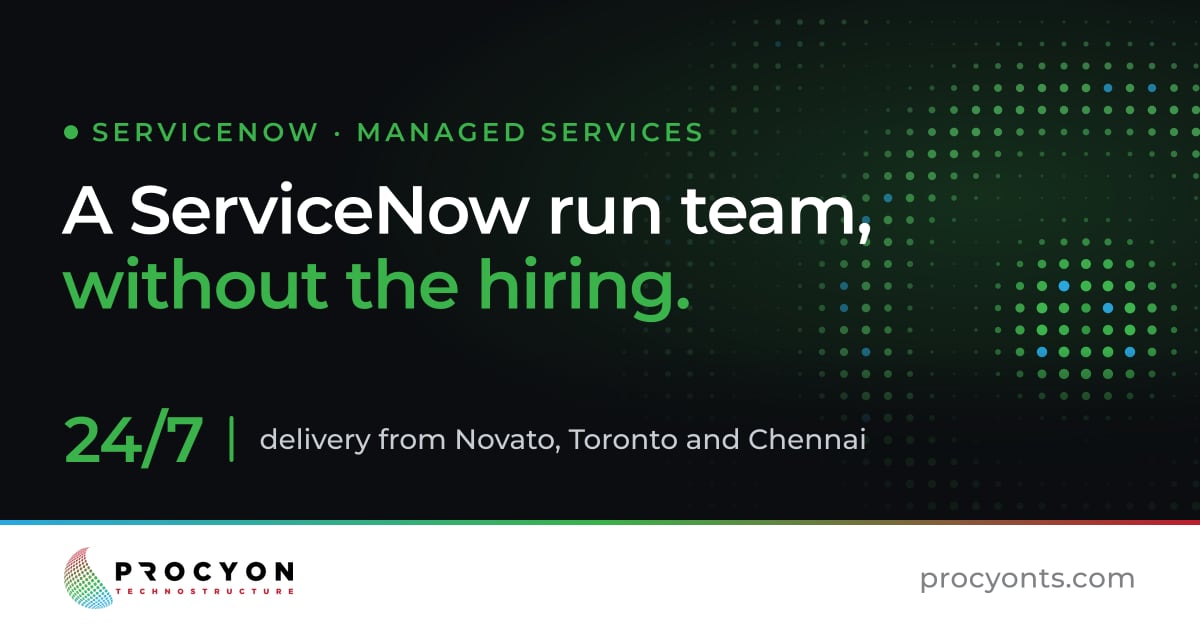 SERVICENOW · MANAGED SERVICES
A ServiceNow run team,
without the hiring.
24/7 | delivery from Novato, Toronto and Chennai
PROCYON
TECHNOSTRUCTURE
procyonts.com